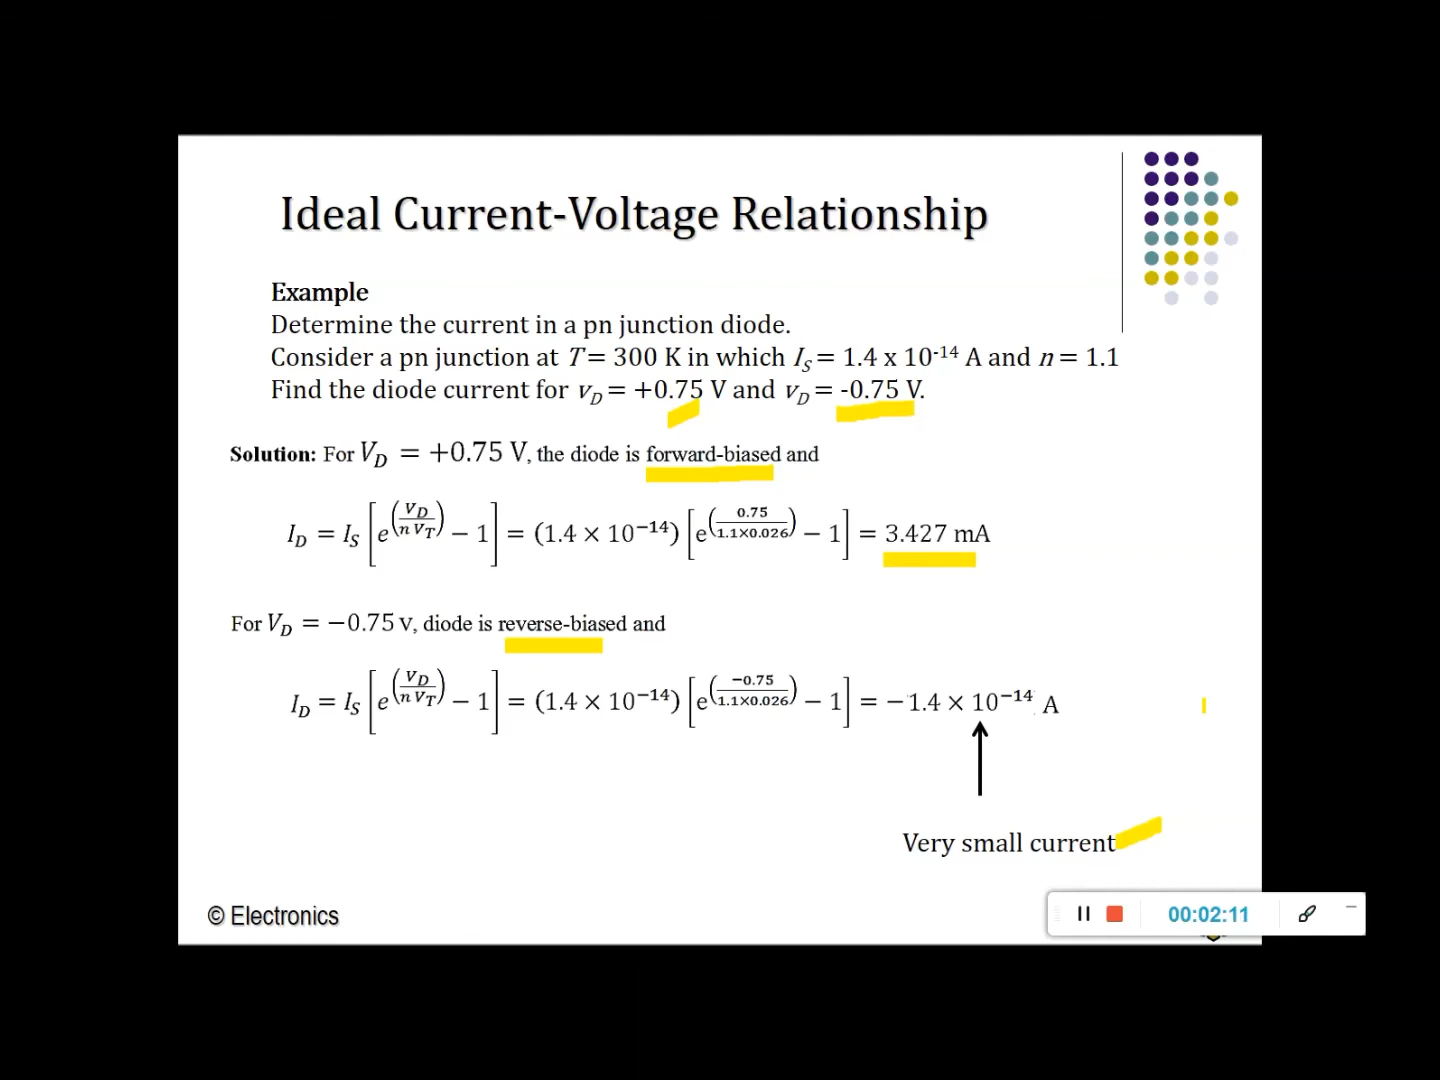 Ideal Current-Voltage Relationship
Example
Determine the current in a pn junction diode.
Consider a pn junction at T = 300 K in which I_S = 1.4 x 10^-14 A and n = 1.1
Find the diode current for v_D = +0.75 V and v_D = -0.75 V.
Solution: For V_D = +0.75 V, the diode is forward-biased and
I_D = I_S [e^(V_D / n V_T) − 1] = (1.4 × 10^−14) [e^(0.75 / 1.1×0.026) − 1] = 3.427 mA
For V_D = −0.75 V, diode is reverse-biased and
I_D = I_S [e^(V_D / n V_T) − 1] = (1.4 × 10^−14) [e^(−0.75 / 1.1×0.026) − 1] = − 1.4 × 10^−14 A
Very small current
© Electronics
00:02:11